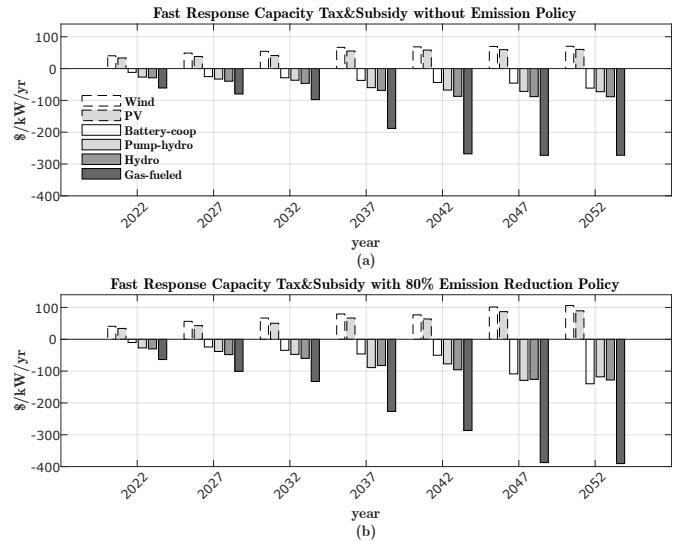 Fast Response Capacity Tax&Subsidy without Emission Policy
100
0
-100
-200
-300
-400
$/kW/yr
Wind
PV
Battery-coop
Pump-hydro
Hydro
Gas-fueled
2022
2027
2032
2037
2042
2047
2052
year
(a)
Fast Response Capacity Tax&Subsidy with 80% Emission Reduction Policy
100
0
-100
-200
-300
-400
$/kW/yr
2022
2027
2032
2037
2042
2047
2052
year
(b)